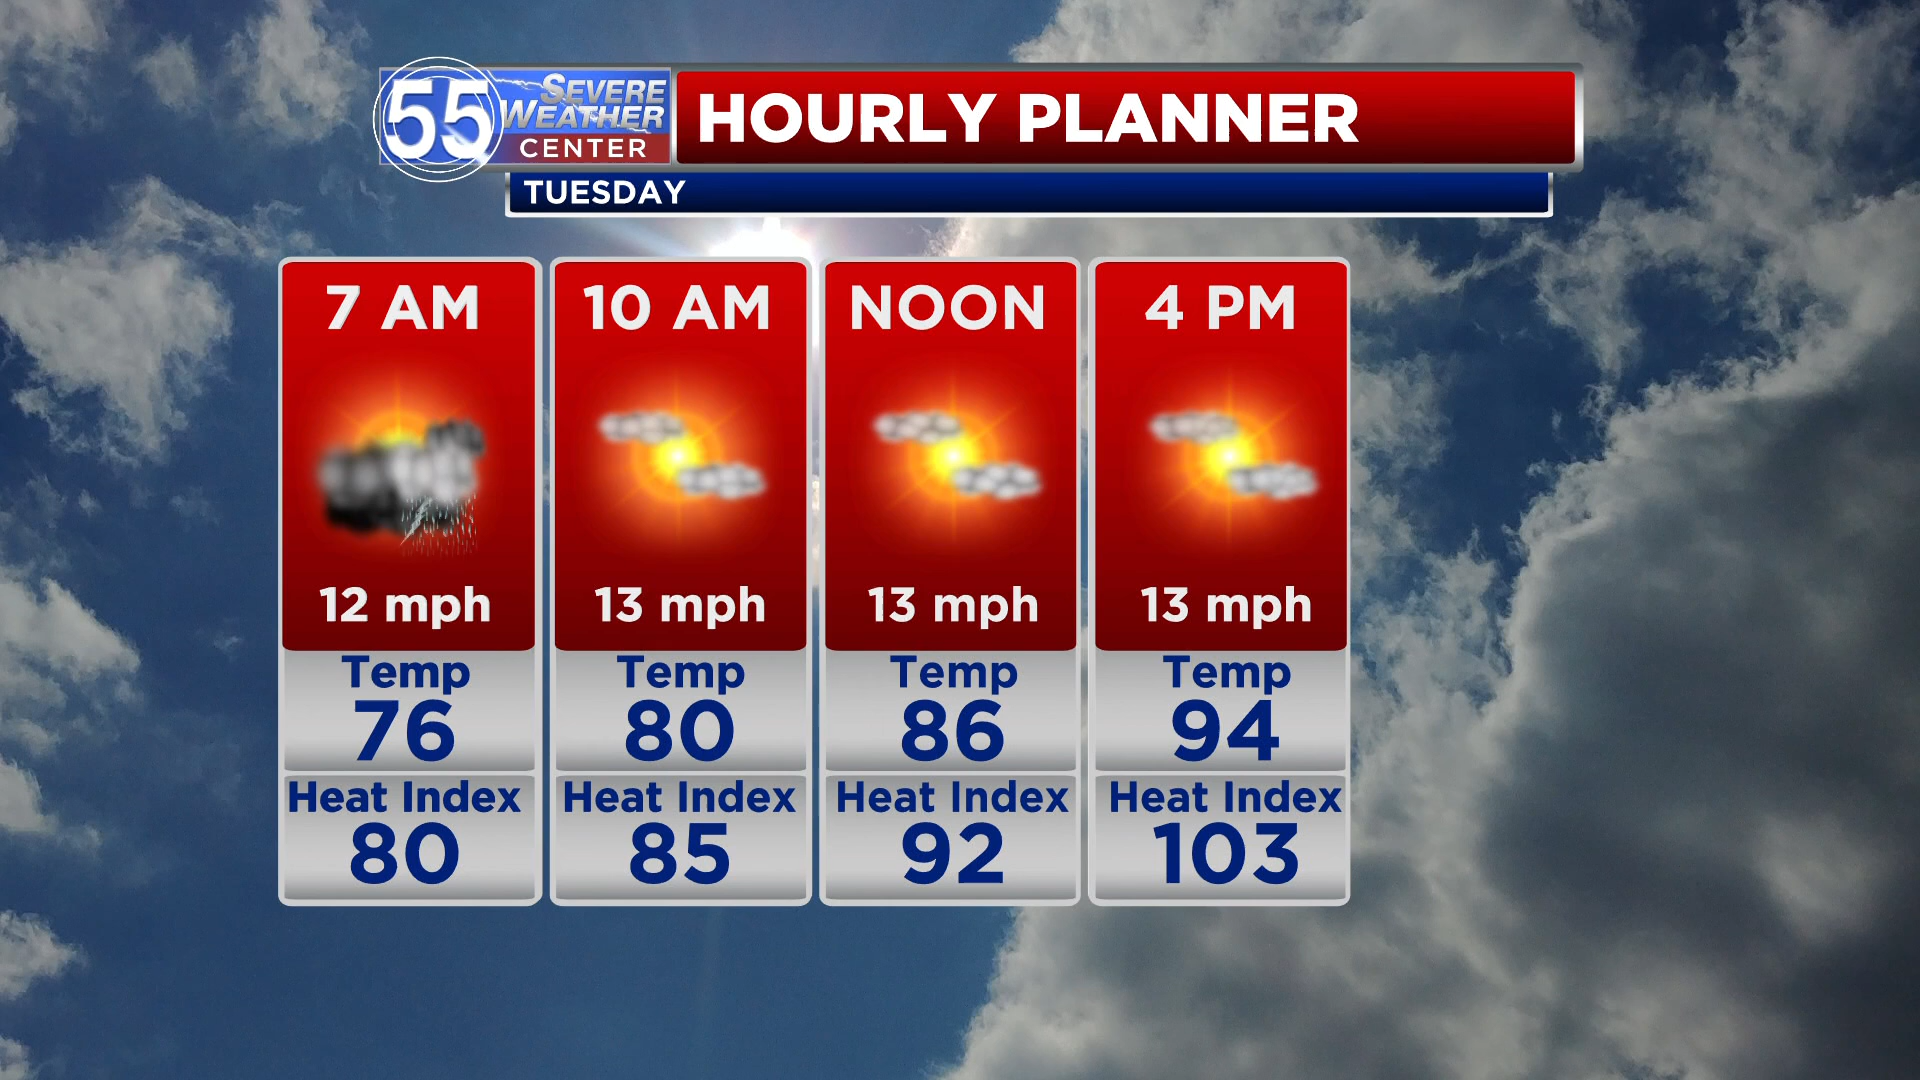 55 SEVERE
WEATHER
CENTER
HOURLY PLANNER
TUESDAY
7 AM
12 mph
Temp
76
Heat Index
80
10 AM
13 mph
Temp
80
Heat Index
85
NOON
13 mph
Temp
86
Heat Index
92
4 PM
13 mph
Temp
94
Heat Index
103